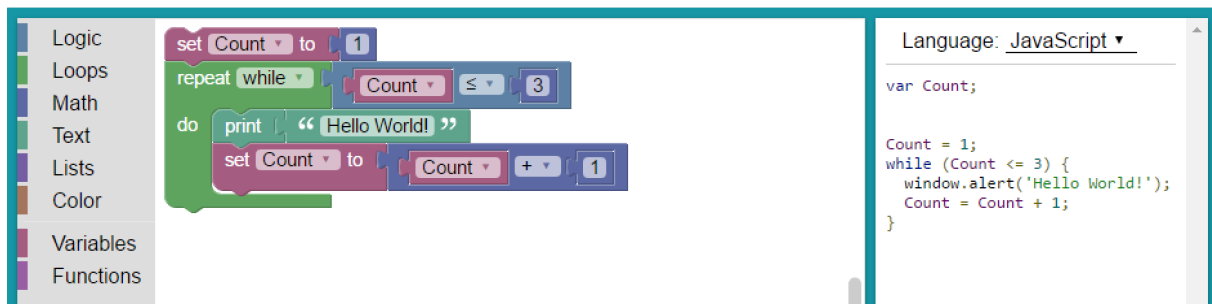 Logic
Loops
Math
Text
Lists
Color
Variables
Functions
set Count ▾ to 1
repeat while ▾ Count ▾ ≤ ▾ 3
do print “ Hello World! ”
set Count ▾ to Count ▾ + ▾ 1
Language: JavaScript ▾
var Count;
Count = 1;
while (Count <= 3) {
window.alert('Hello World!');
Count = Count + 1;
}